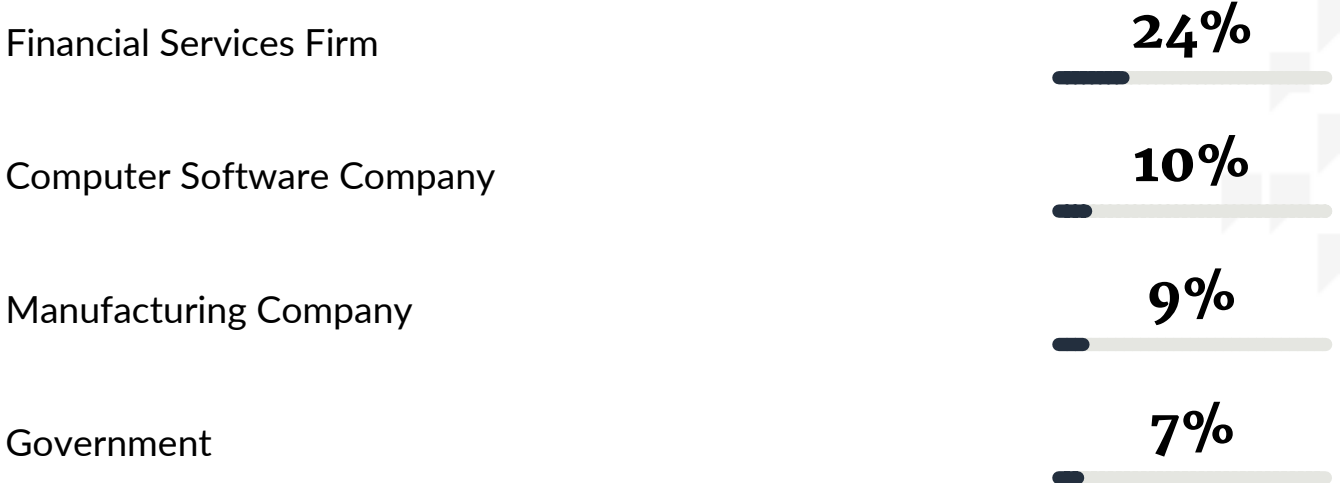 Financial Services Firm 24%
Computer Software Company 10%
Manufacturing Company 9%
Government 7%